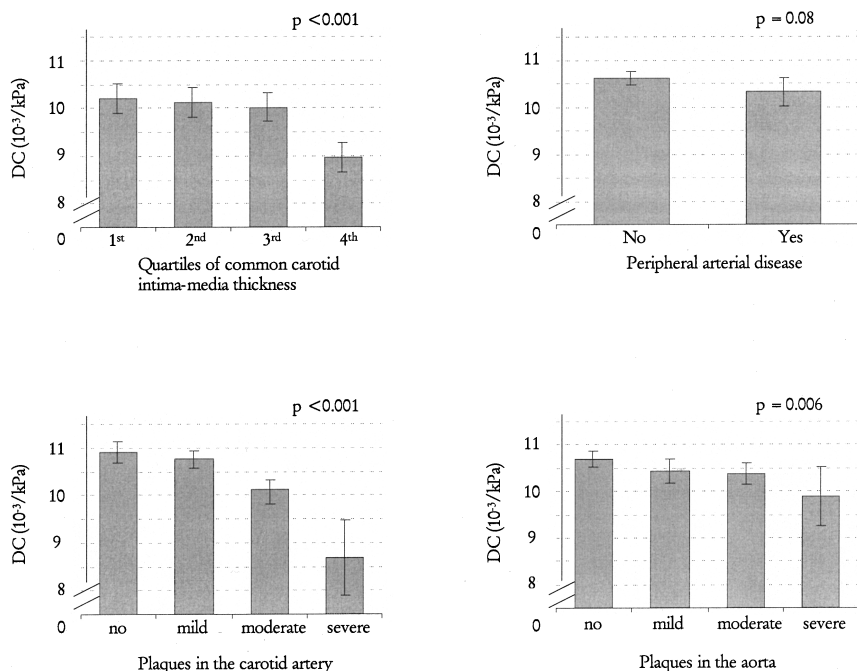 p <0.001
11
10
9
8
0
DC (10⁻³/kPa)
1st 2nd 3rd 4th
Quartiles of common carotid
intima-media thickness
p = 0.08
11
10
9
8
0
DC (10⁻³/kPa)
No Yes
Peripheral arterial disease
p <0.001
11
10
9
8
0
DC (10⁻³/kPa)
no mild moderate severe
Plaques in the carotid artery
p = 0.006
11
10
9
8
0
DC (10⁻³/kPa)
no mild moderate severe
Plaques in the aorta